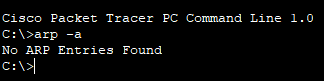 Cisco Packet Tracer PC Command Line 1.0
C:\>arp -a
No ARP Entries Found
C:\>